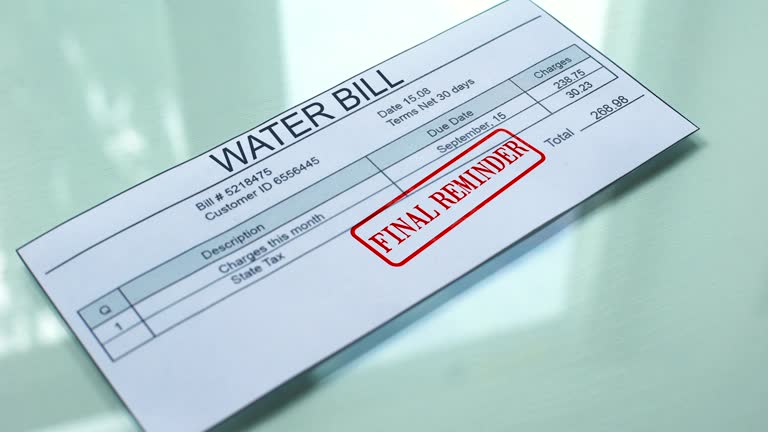 WATER BILL
Bill # 5218475
Customer ID 6556445
Date 15.08
Terms Net 30 days
Description
Due Date
Charges
Q
1
Charges this month
September, 15
238.75
State Tax
30.23
Total
268.98
FINAL REMINDER